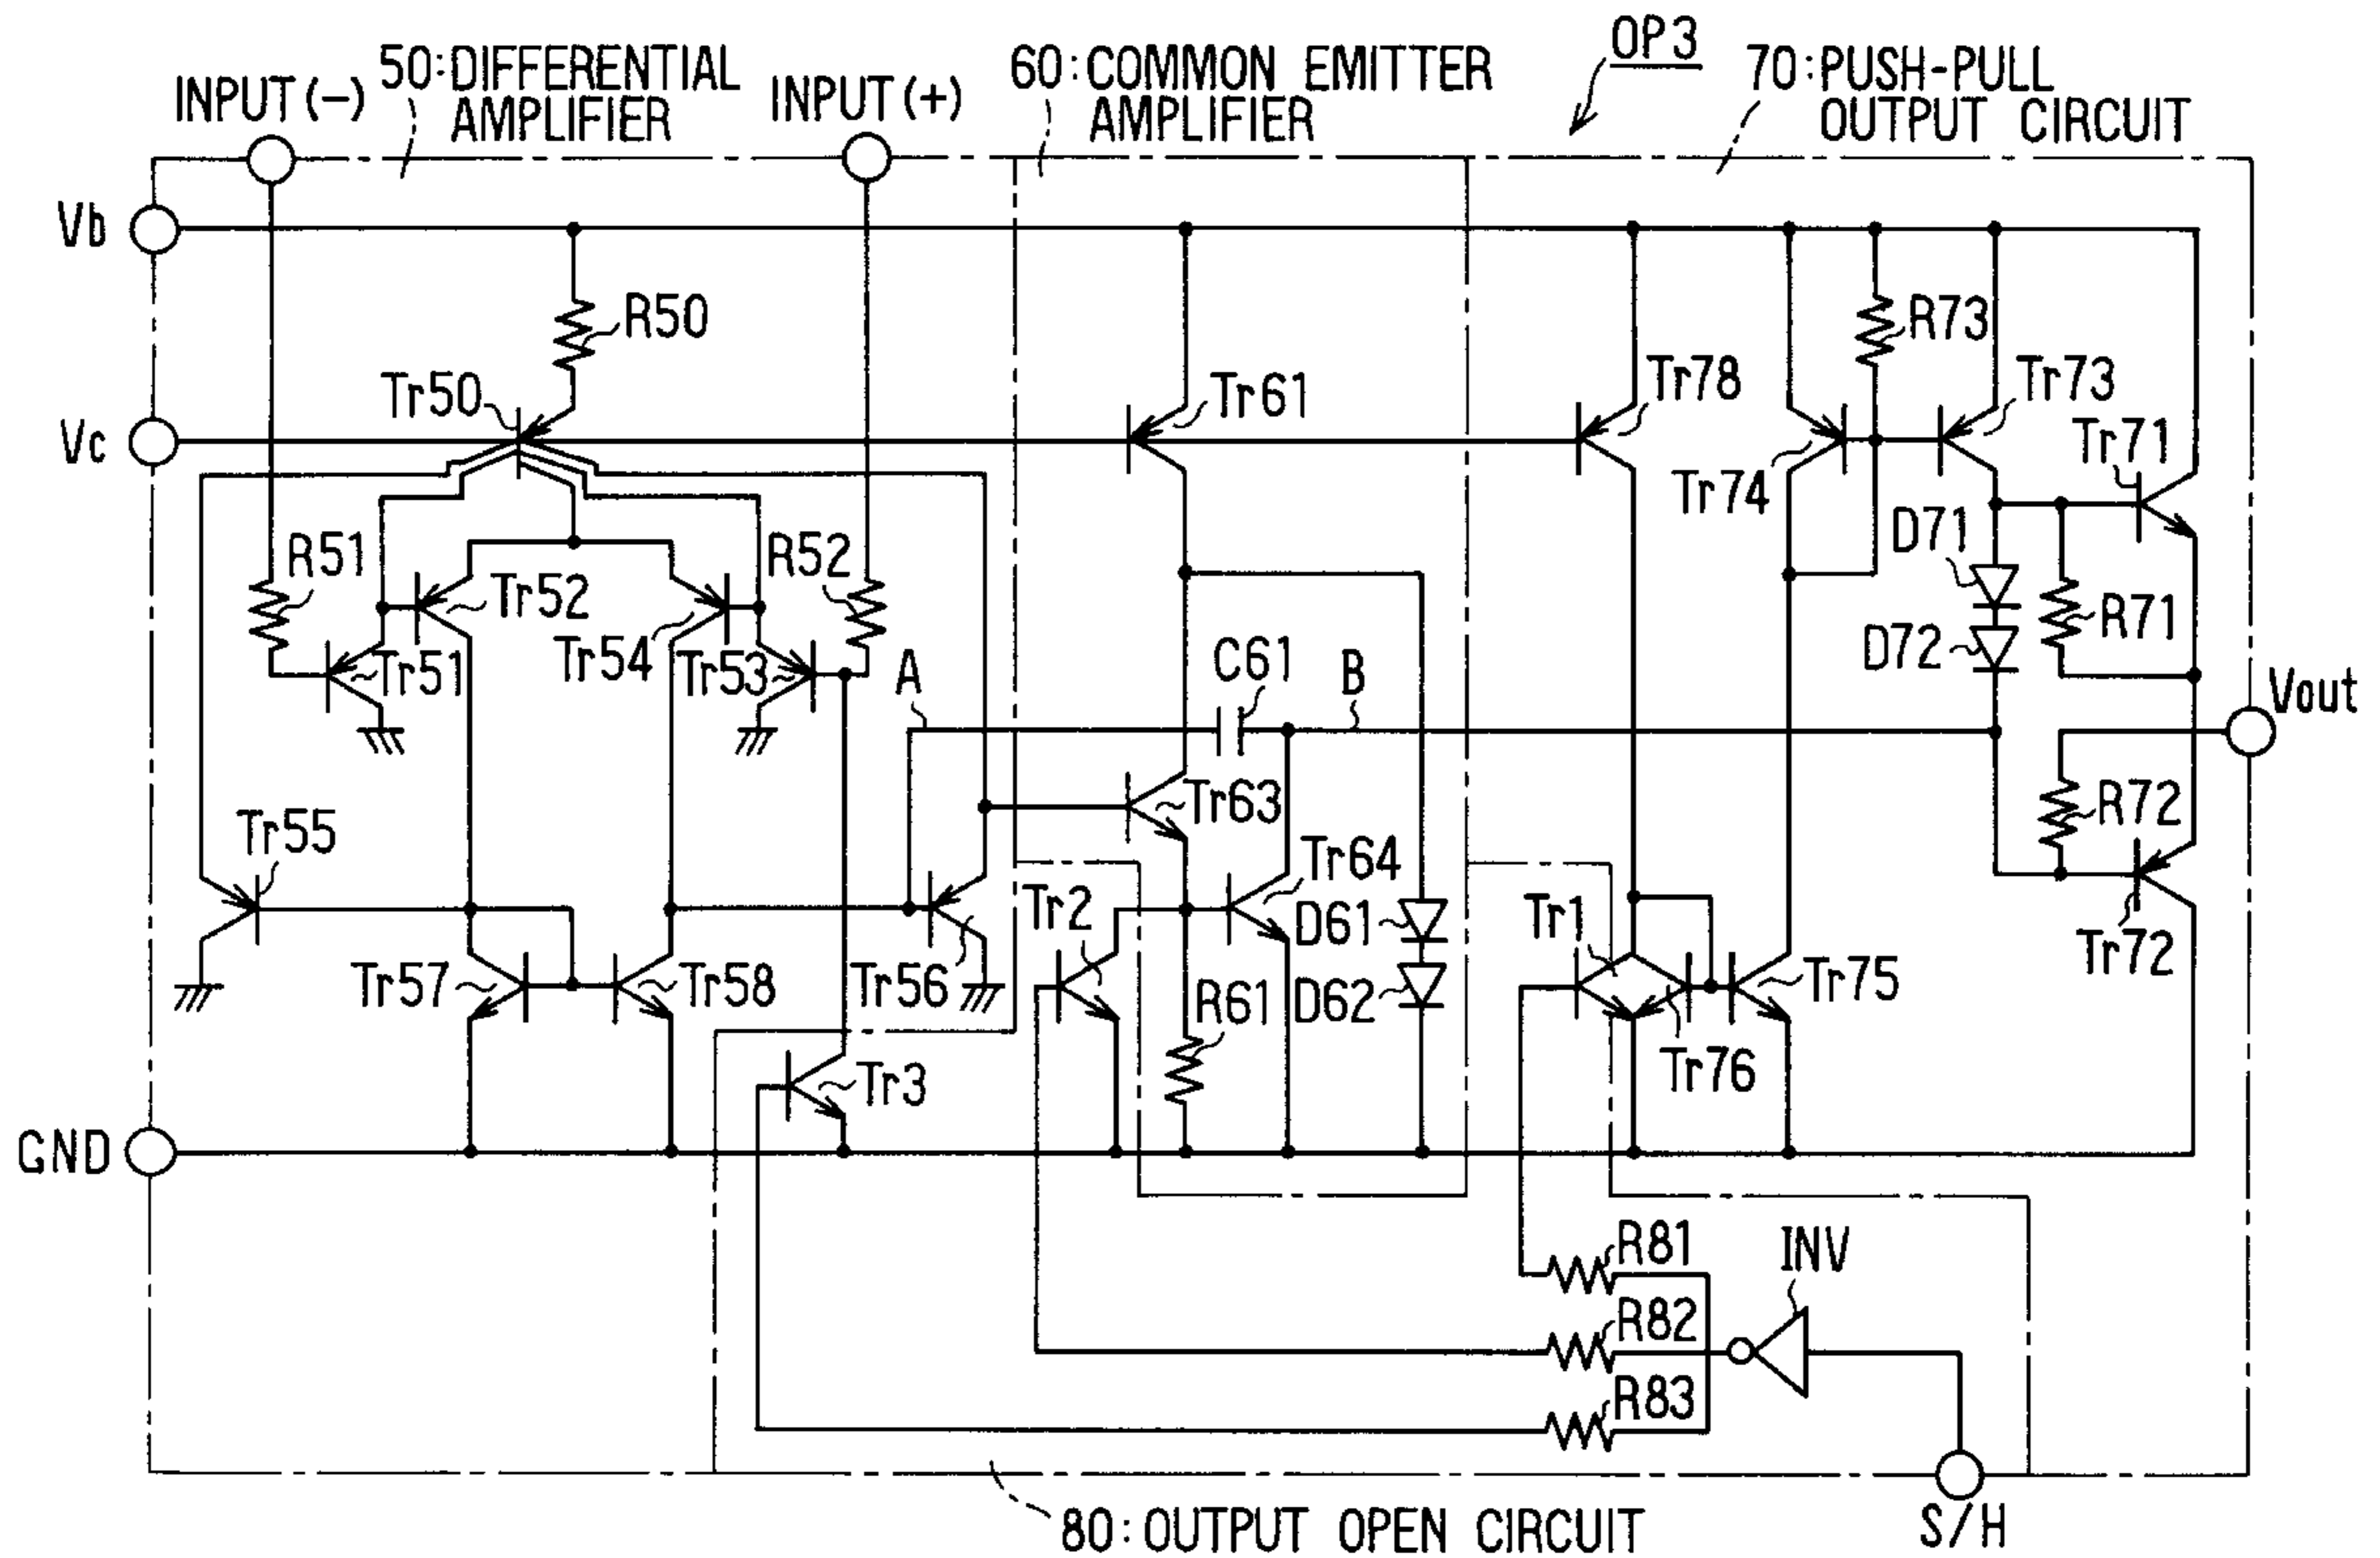 OP3
50:DIFFERENTIAL
AMPLIFIER
60:COMMON EMITTER
AMPLIFIER
70:PUSH-PULL
OUTPUT CIRCUIT
INPUT(-)
INPUT(+)
Vb
R50
R73
Tr50
Tr61
Tr78
Tr73
Vc
Tr71
Tr74
D71
R51
R52
Tr52
R71
Tr54
Tr51
Tr53
A
C61
B
D72
Vout
Tr55
Tr63
R72
Tr64
Tr2
D61
Tr1
Tr72
Tr57
Tr58
Tr56
R61
D62
Tr75
Tr3
Tr76
GND
R81
INV
R82
R83
80:OUTPUT OPEN CIRCUIT
S/H